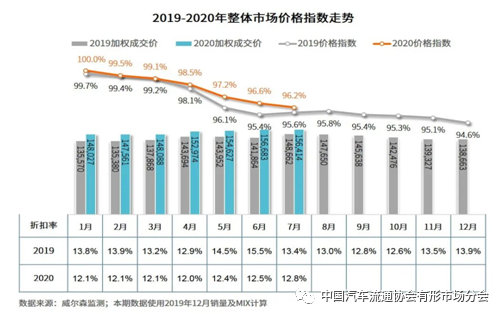 2019-2020年整体市场价格指数走势
2019加权成交价 2020加权成交价 2019价格指数 2020价格指数
100.0% 99.5% 99.1% 98.5% 97.2% 96.6% 96.2%
99.7% 99.4% 99.2% 98.1% 96.1% 95.4% 95.6% 95.8% 95.4% 95.3% 95.1% 94.6%
135,570 148,027 135,380 147,561 137,868 148,088 143,694 152,974 143,952 154,627 141,864 156,683 148,662 156,414 147,650 145,638 142,476 139,327 138,663
折扣率 1月 2月 3月 4月 5月 6月 7月 8月 9月 10月 11月 12月
2019 13.8% 13.9% 13.2% 12.9% 14.5% 15.5% 13.4% 13.0% 12.8% 12.6% 13.5% 13.9%
2020 12.1% 12.1% 12.1% 12.0% 12.4% 12.5% 12.8%
数据来源：威尔森监测；本期数据使用2019年12月销量及MIX计算
中国汽车流通协会有形市场分会